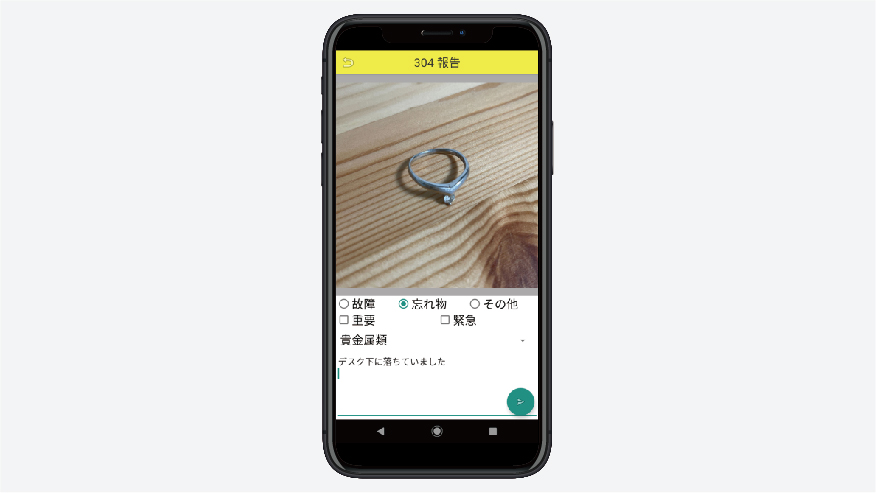 304 報告
故障 忘れ物 その他
重要 緊急
貴金属類
デスク下に落ちていました